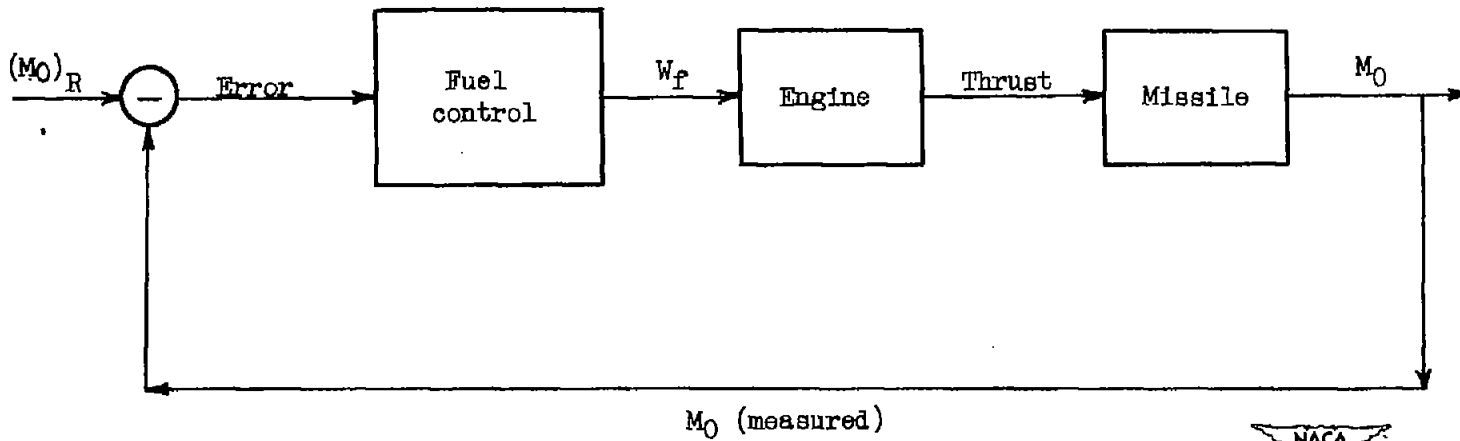 (M0)R
−
Error
Fuel
control
Wf
Engine
Thrust
Missile
M0
M0 (measured)
NACA